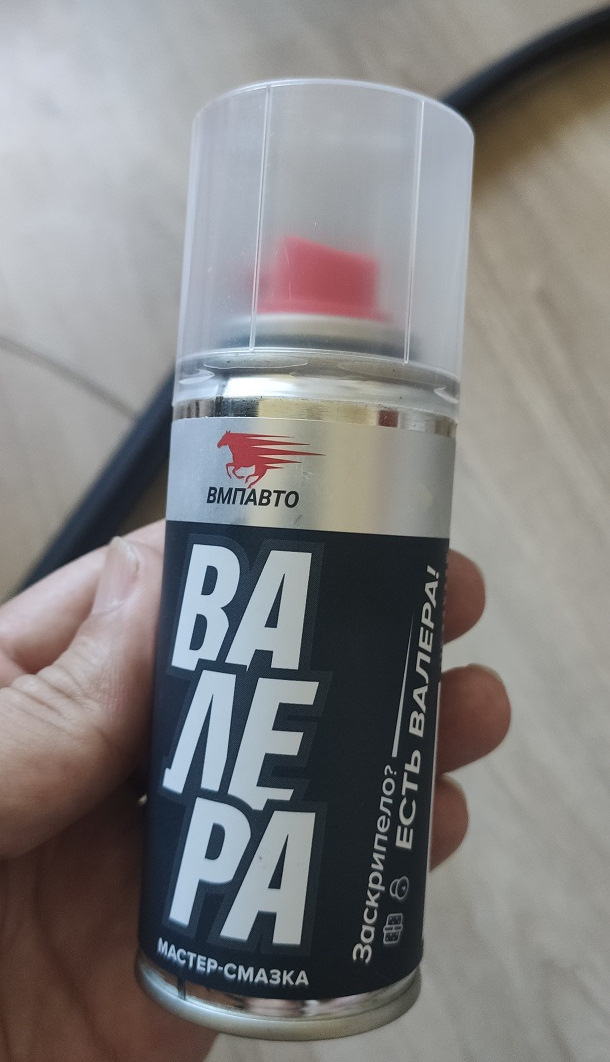 ВМПАВТО
ВА
ЛЕ
РА
МАСТЕР-СМАЗКА
Заскрипело?
ЕСТЬ ВАЛЕРА!